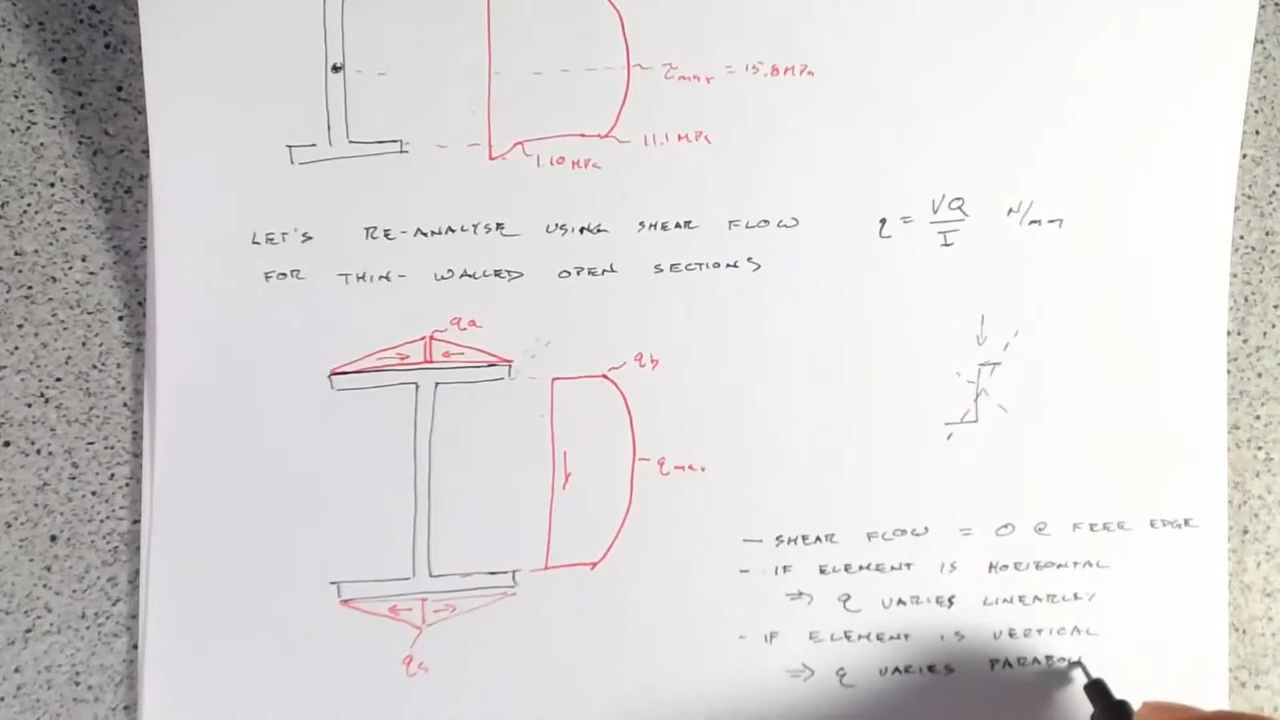 τmax = 15.8 MPa
11.1 MPa
1.10 MPa
LET'S RE-ANALYSE USING SHEAR FLOW
FOR THIN-WALLED OPEN SECTIONS
q = VQ/I N/mm
qa
qb
qmax
qa
— SHEAR FLOW = 0 @ FREE EDGE
- IF ELEMENT IS HORIZONTAL
⇒ q VARIES LINEARLY
- IF ELEMENT IS VERTICAL
⇒ q VARIES PARABOL